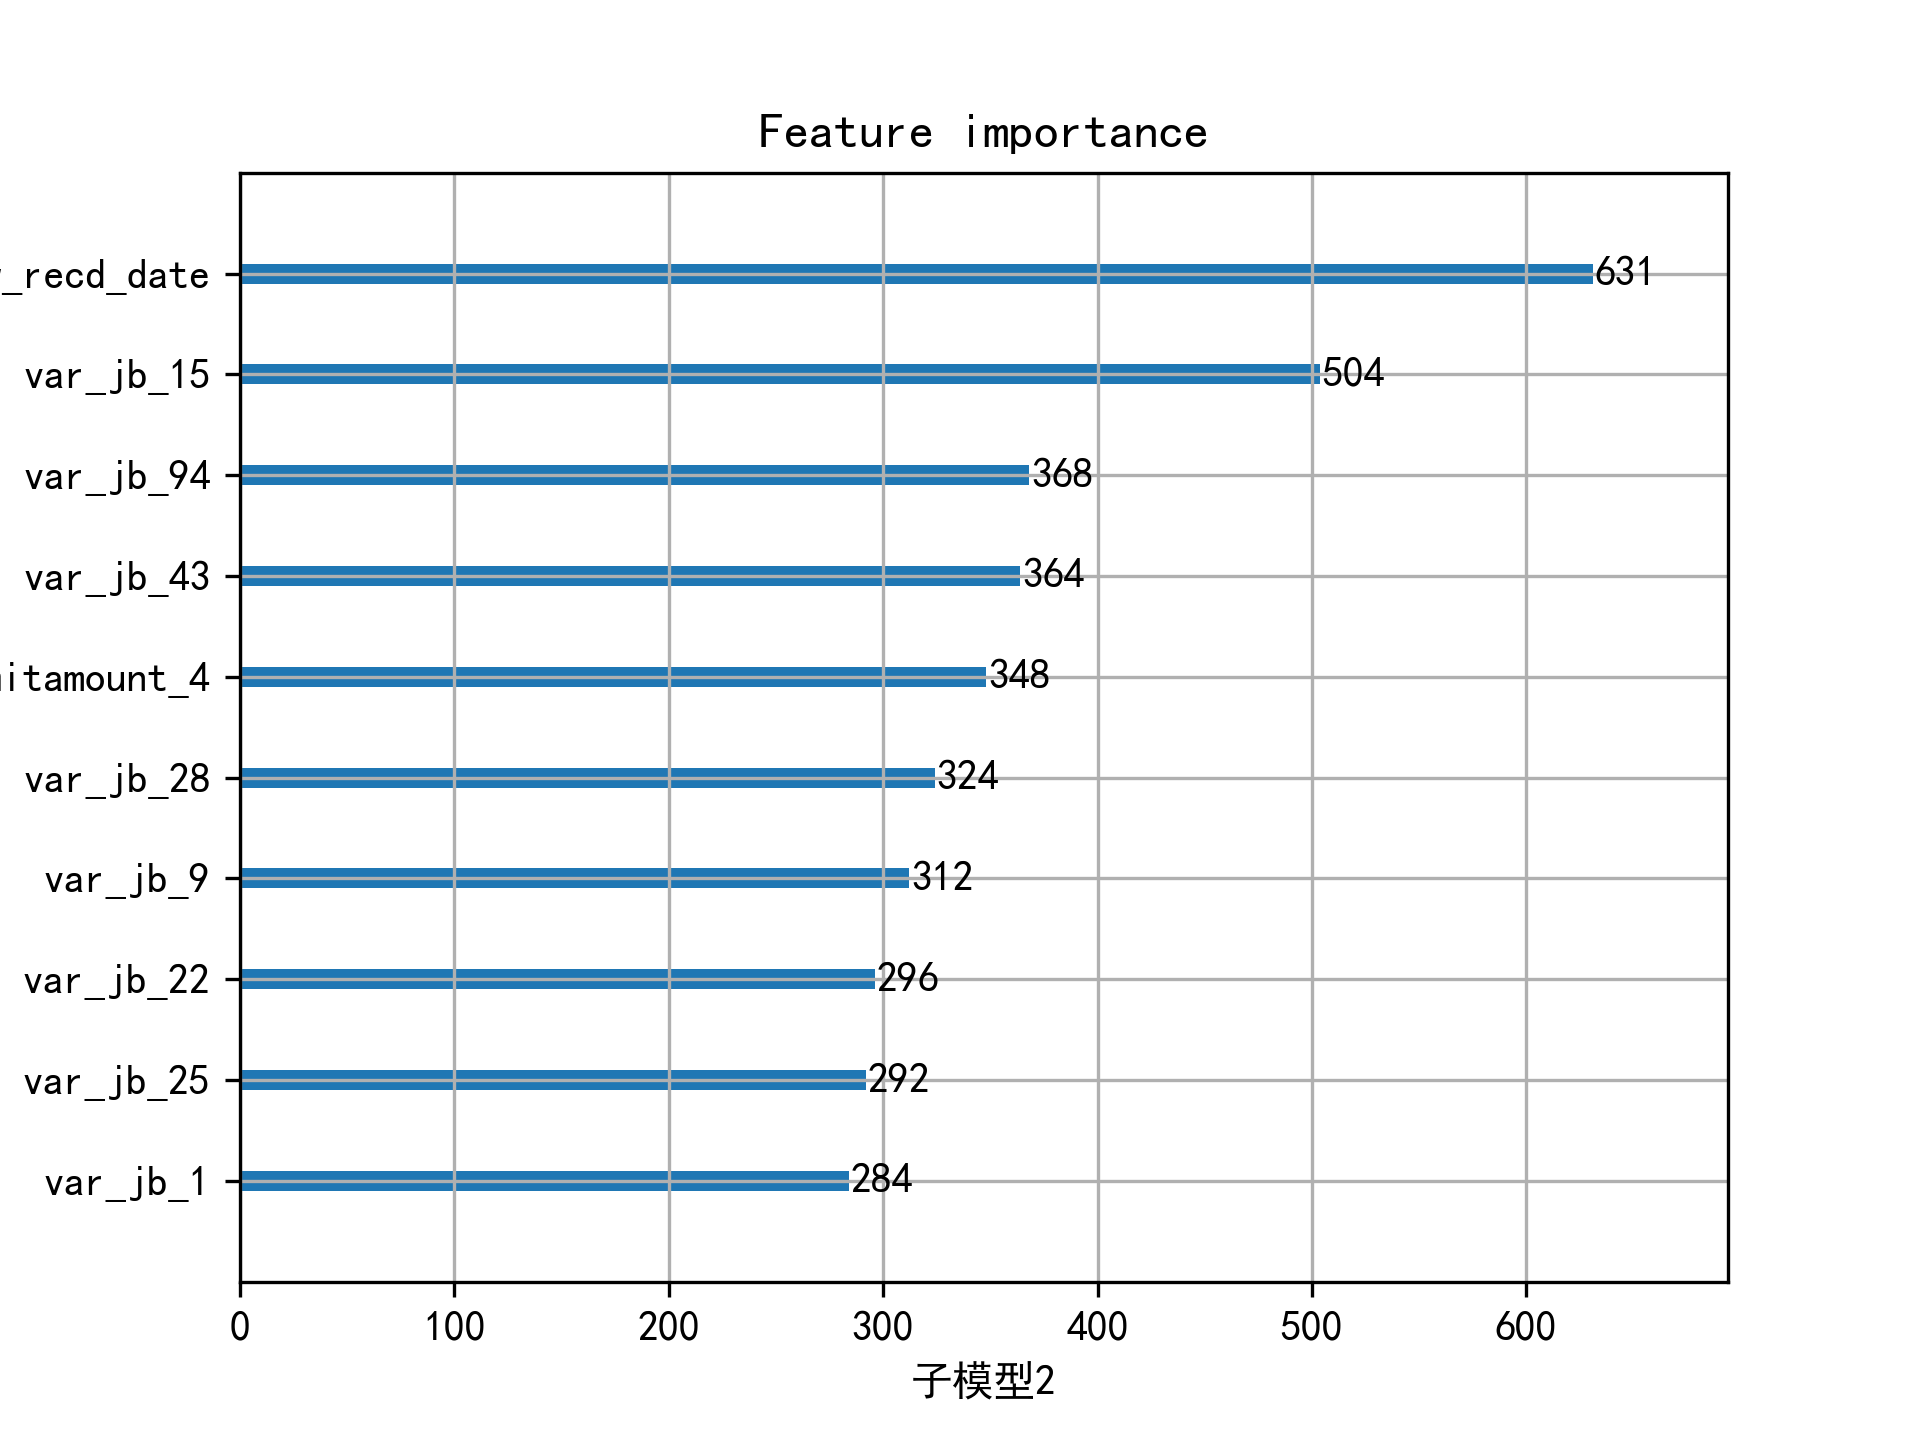 Feature importance
_recd_date 631
var_jb_15 504
var_jb_94 368
var_jb_43 364
itamount_4 348
var_jb_28 324
var_jb_9 312
var_jb_22 296
var_jb_25 292
var_jb_1 284
0 100 200 300 400 500 600
子模型2